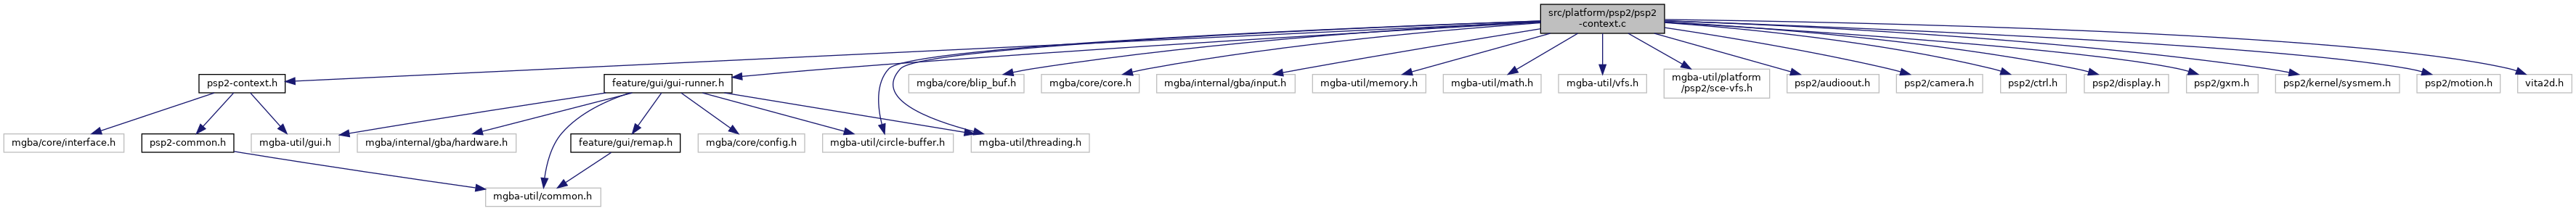 src/platform/psp2/psp2
-context.c
psp2-context.h
feature/gui/gui-runner.h
mgba/core/blip_buf.h
mgba/core/core.h
mgba/internal/gba/input.h
mgba-util/memory.h
mgba-util/math.h
mgba-util/vfs.h
mgba-util/platform
/psp2/sce-vfs.h
psp2/audioout.h
psp2/camera.h
psp2/ctrl.h
psp2/display.h
psp2/gxm.h
psp2/kernel/sysmem.h
psp2/motion.h
vita2d.h
mgba/core/interface.h
psp2-common.h
mgba-util/gui.h
mgba/internal/gba/hardware.h
feature/gui/remap.h
mgba/core/config.h
mgba-util/circle-buffer.h
mgba-util/threading.h
mgba-util/common.h